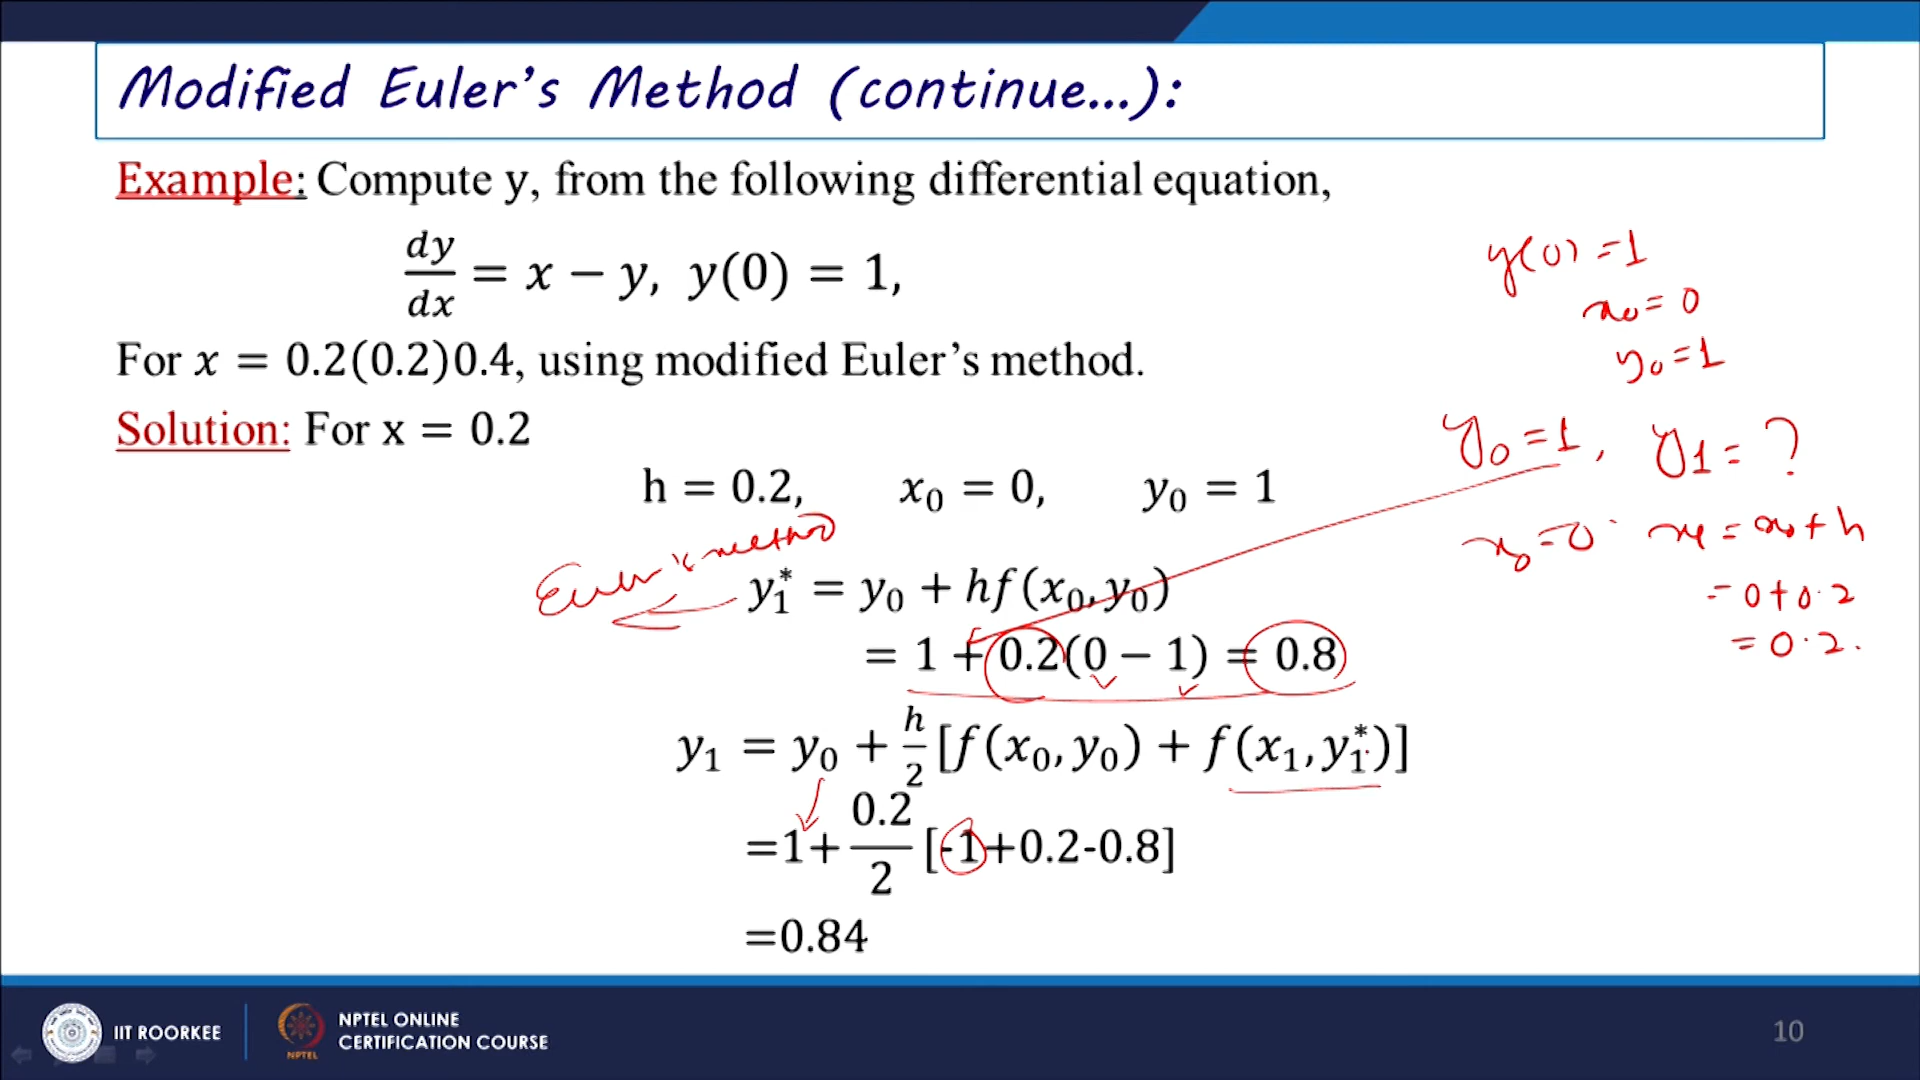 Modified Euler's Method (continue...):
Example: Compute y, from the following differential equation,
dy/dx = x − y, y(0) = 1,
For x = 0.2(0.2)0.4, using modified Euler's method.
Solution: For x = 0.2
h = 0.2, x₀ = 0, y₀ = 1
Euler's method
y₁* = y₀ + hf(x₀, y₀)
= 1 + 0.2(0 − 1) = 0.8
y₁ = y₀ + h/2 [f(x₀, y₀) + f(x₁, y₁*)]
=1+ 0.2/2 [-1+0.2-0.8]
=0.84
y(0) = 1
x₀ = 0
y₀ = 1
y₀ = 1, y₁ = ?
x₀ = 0 x₁ = x₀ + h
= 0 + 0.2
= 0.2.
IIT ROORKEE
NPTEL
NPTEL ONLINE
CERTIFICATION COURSE
10